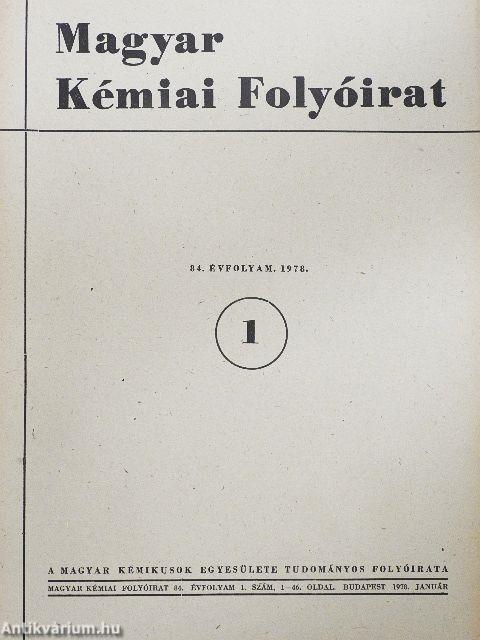 Magyar
Kémiai Folyóirat
84. ÉVFOLYAM. 1978.
1
A MAGYAR KÉMIKUSOK EGYESÜLETE TUDOMÁNYOS FOLYÓIRATA
MAGYAR KÉMIAI FOLYÓIRAT 84. ÉVFOLYAM 1. SZÁM, 1—46. OLDAL. BUDAPEST 1978. JANUÁR
Antikvárium.hu